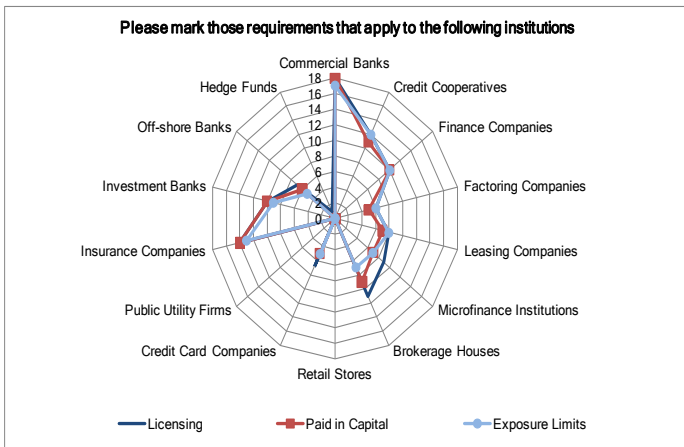 Please mark those requirements that apply to the following institutions
Commercial Banks
Hedge Funds
Credit Cooperatives
Off-shore Banks
Finance Companies
Investment Banks
Factoring Companies
Insurance Companies
Leasing Companies
Public Utility Firms
Microfinance Institutions
Credit Card Companies
Brokerage Houses
Retail Stores
18
16
14
12
10
8
6
4
2
0
Licensing
Paid in Capital
Exposure Limits